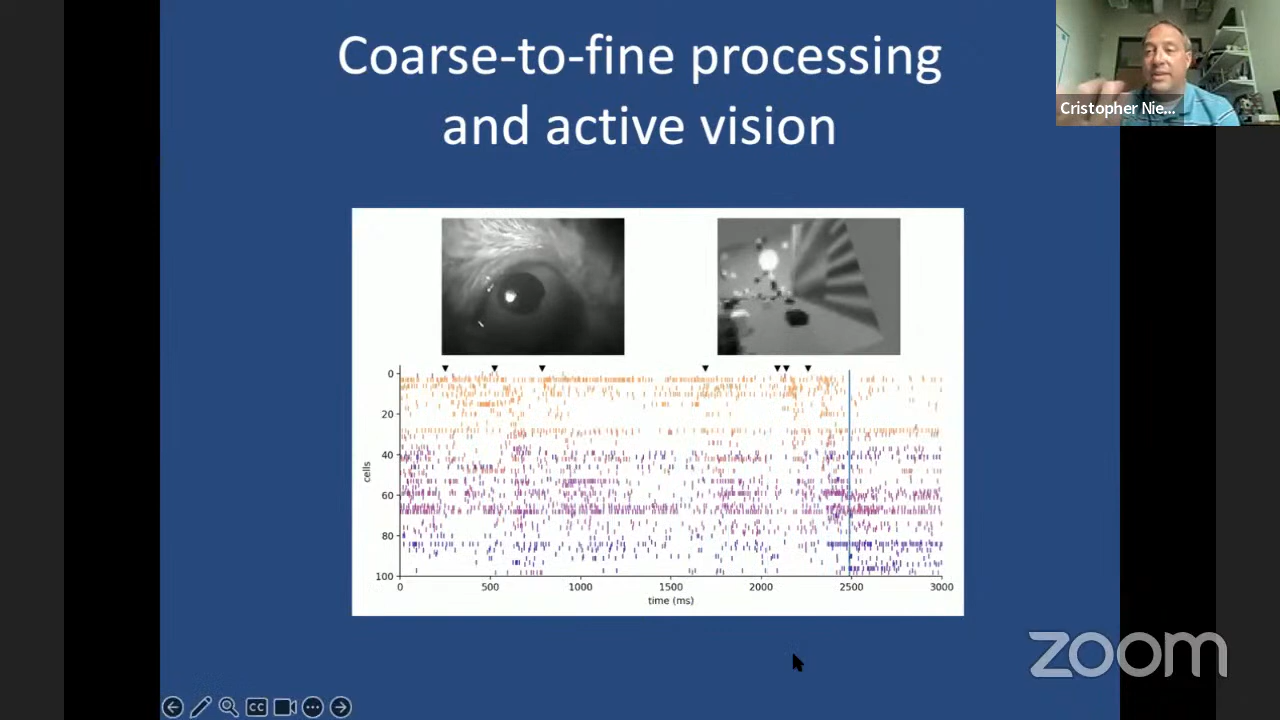 Coarse-to-fine processing
and active vision
Cristopher Nie...
0
20
40
60
80
100
cells
0 500 1000 1500 2000 2500 3000
time (ms)
zoom
CC